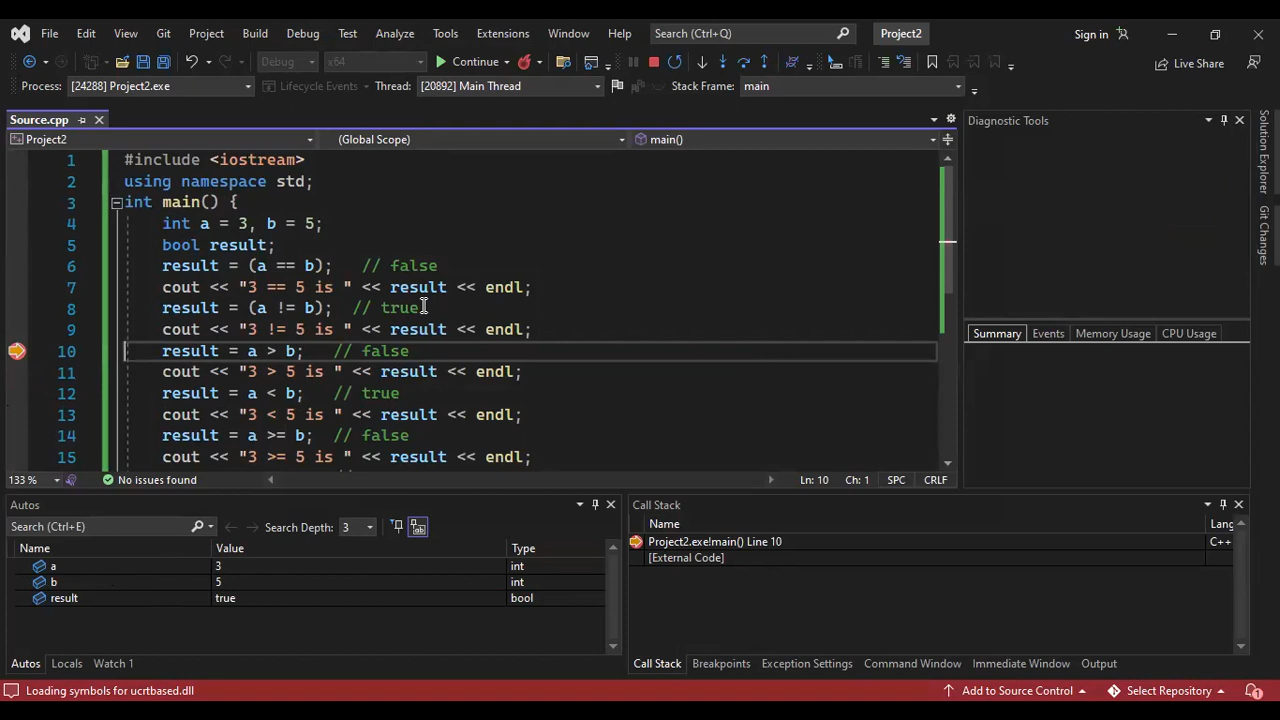 File Edit View Git Project Build Debug Test Analyze Tools Extensions Window Help Search (Ctrl+Q) Project2 Sign in
Debug x64 Continue Live Share
Process: [24288] Project2.exe Lifecycle Events Thread: [20892] Main Thread Stack Frame: main
Source.cpp
Project2 (Global Scope) main()
1 #include <iostream>
2 using namespace std;
3 int main() {
4 int a = 3, b = 5;
5 bool result;
6 result = (a == b); // false
7 cout << "3 == 5 is " << result << endl;
8 result = (a != b); // true
9 cout << "3 != 5 is " << result << endl;
10 result = a > b; // false
11 cout << "3 > 5 is " << result << endl;
12 result = a < b; // true
13 cout << "3 < 5 is " << result << endl;
14 result = a >= b; // false
15 cout << "3 >= 5 is " << result << endl;
133 % No issues found Ln: 10 Ch: 1 SPC CRLF
Diagnostic Tools
Summary Events Memory Usage CPU Usage
Solution Explorer
Git Changes
Autos
Search (Ctrl+E) Search Depth: 3
Name Value Type
a 3 int
b 5 int
result true bool
Autos Locals Watch 1
Call Stack
Name Lang
Project2.exe!main() Line 10 C++
[External Code]
Call Stack Breakpoints Exception Settings Command Window Immediate Window Output
Loading symbols for ucrtbased.dll Add to Source Control Select Repository 1